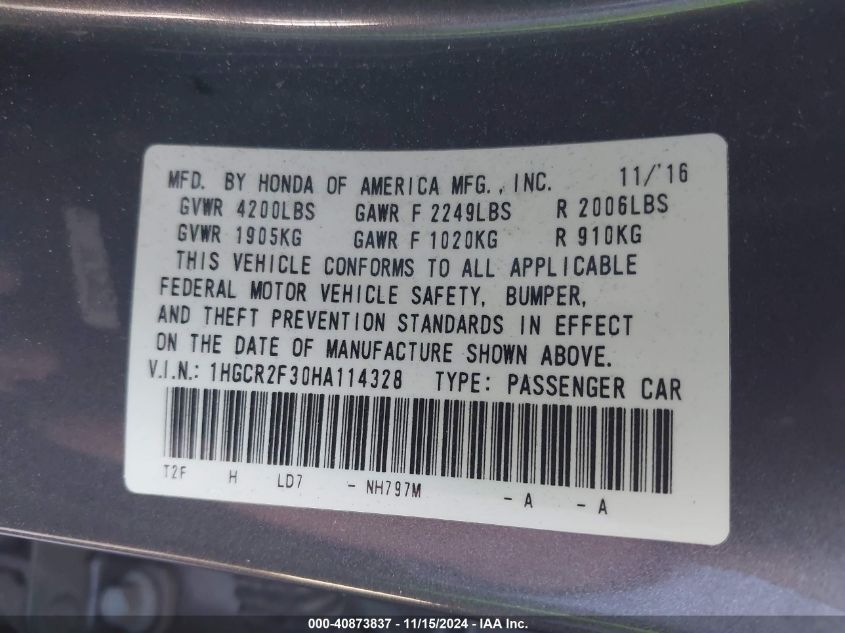 MFD. BY HONDA OF AMERICA MFG., INC. 11/'16
GVWR 4200LBS GAWR F 2249LBS R 2006LBS
GVWR 1905KG GAWR F 1020KG R 910KG
THIS VEHICLE CONFORMS TO ALL APPLICABLE
FEDERAL MOTOR VEHICLE SAFETY, BUMPER,
AND THEFT PREVENTION STANDARDS IN EFFECT
ON THE DATE OF MANUFACTURE SHOWN ABOVE.
V.I.N.: 1HGCR2F30HA114328 TYPE: PASSENGER CAR
T2F H LD7 - NH797M - A - A
000-40873837 - 11/15/2024 - IAA Inc.